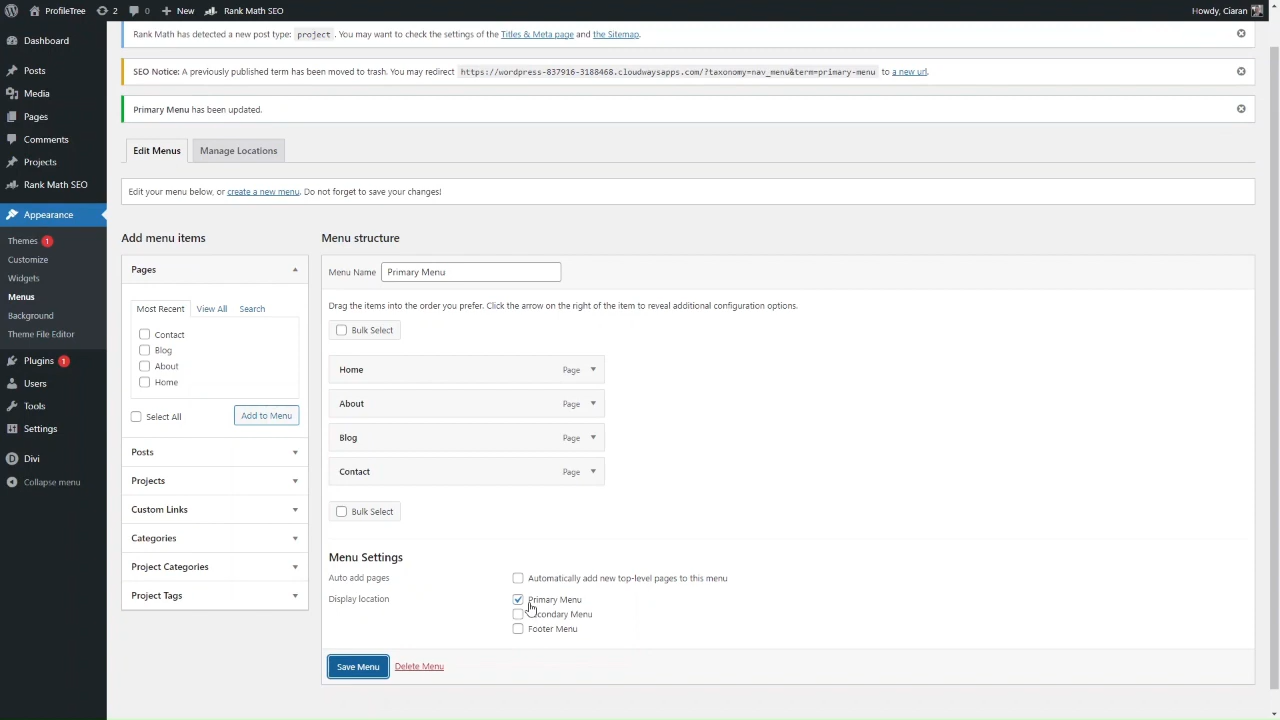 ProfileTree 2 0 New Rank Math SEO Howdy, Ciaran
Dashboard
Posts
Media
Pages
Comments
Projects
Rank Math SEO
Appearance
Themes 1
Customize
Widgets
Menus
Background
Theme File Editor
Plugins 1
Users
Tools
Settings
Divi
Collapse menu
Rank Math has detected a new post type: project . You may want to check the settings of the Titles & Meta page and the Sitemap.
SEO Notice: A previously published term has been moved to trash. You may redirect https://wordpress-837916-3188468.cloudwaysapps.com/?taxonomy=nav_menu&term=primary-menu to a new url.
Primary Menu has been updated.
Edit Menus Manage Locations
Edit your menu below, or create a new menu. Do not forget to save your changes!
Add menu items
Pages
Most Recent View All Search
Contact
Blog
About
Home
Select All Add to Menu
Posts
Projects
Custom Links
Categories
Project Categories
Project Tags
Menu structure
Menu Name Primary Menu
Drag the items into the order you prefer. Click the arrow on the right of the item to reveal additional configuration options.
Bulk Select
Home Page
About Page
Blog Page
Contact Page
Bulk Select
Menu Settings
Auto add pages Automatically add new top-level pages to this menu
Display location Primary Menu
Secondary Menu
Footer Menu
Save Menu Delete Menu